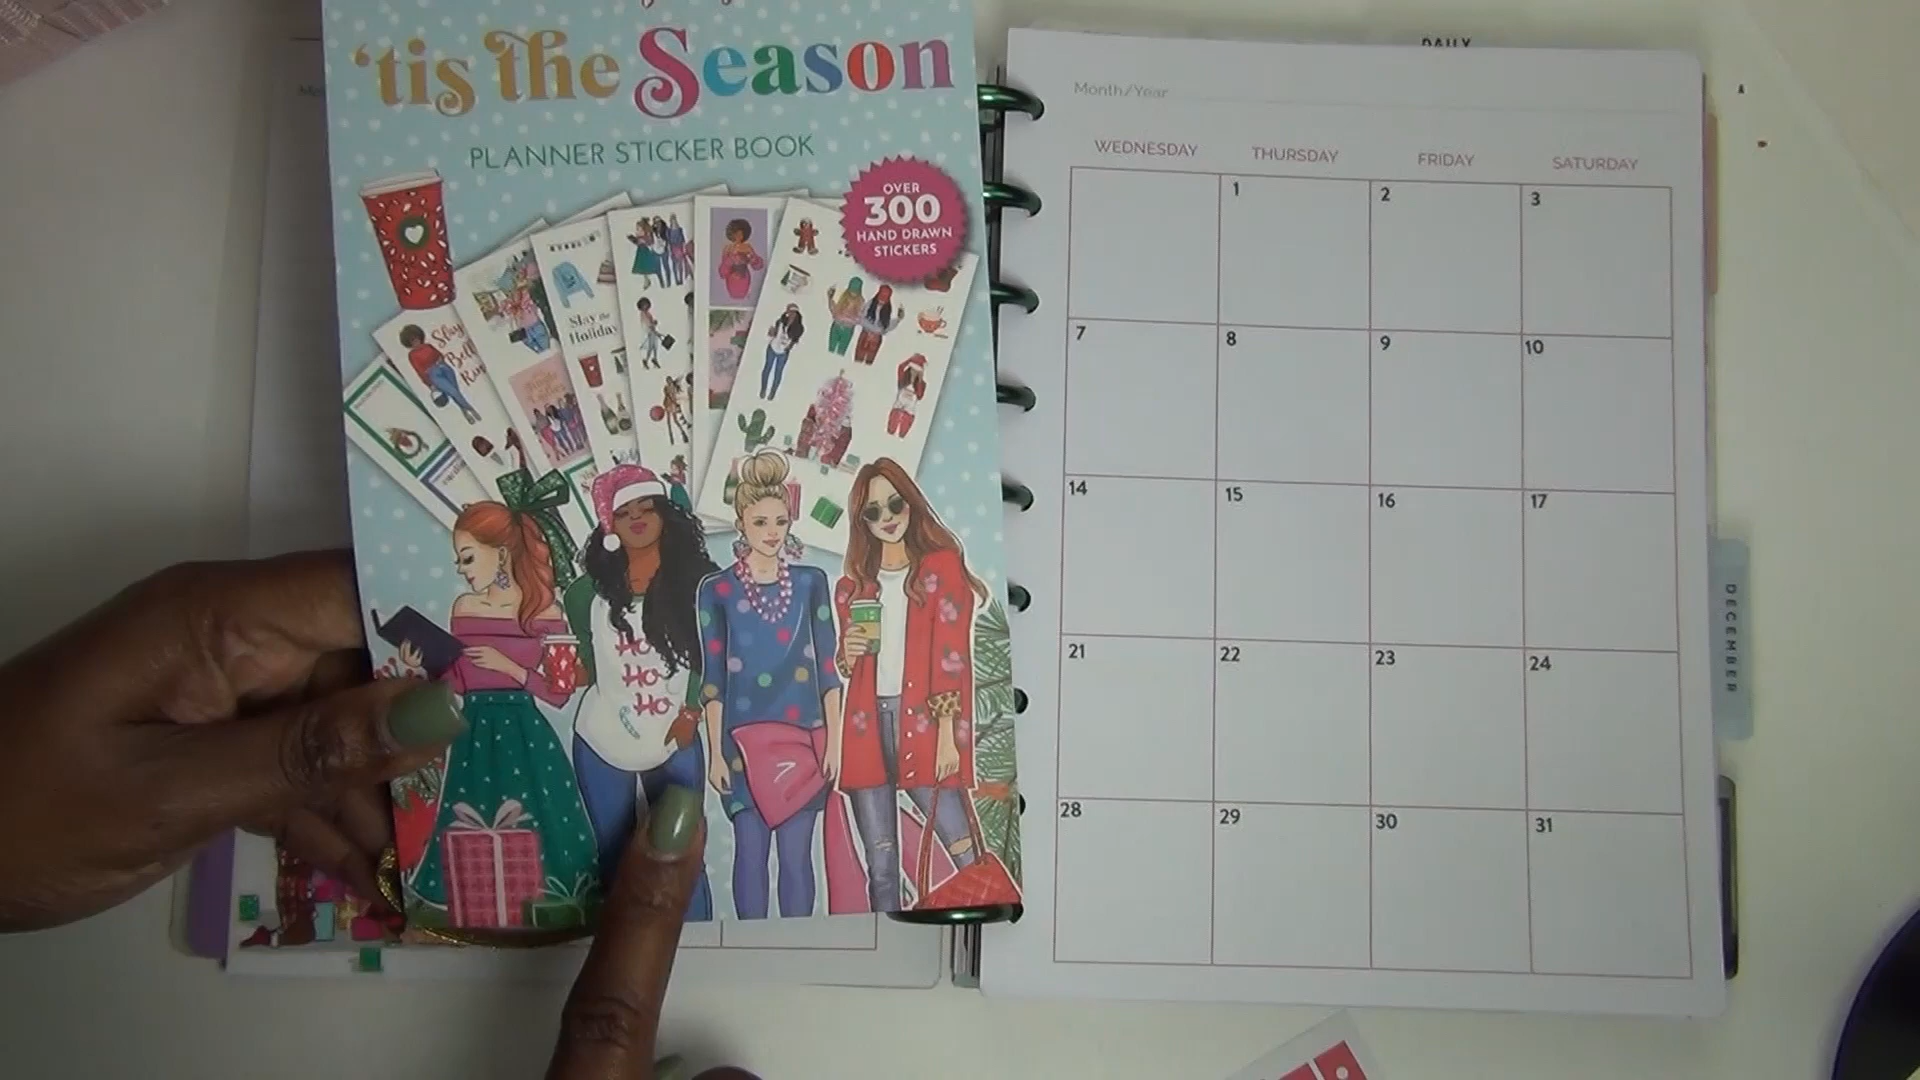 'tis the Season
PLANNER STICKER BOOK
OVER
300
HAND DRAWN
STICKERS
Slay the
Holiday
Slay
Bell
Ho
Ho
Ho
DAILY
Month/Year
WEDNESDAY THURSDAY FRIDAY SATURDAY
1 2 3
7 8 9 10
14 15 16 17
21 22 23 24
28 29 30 31
DECEMBER